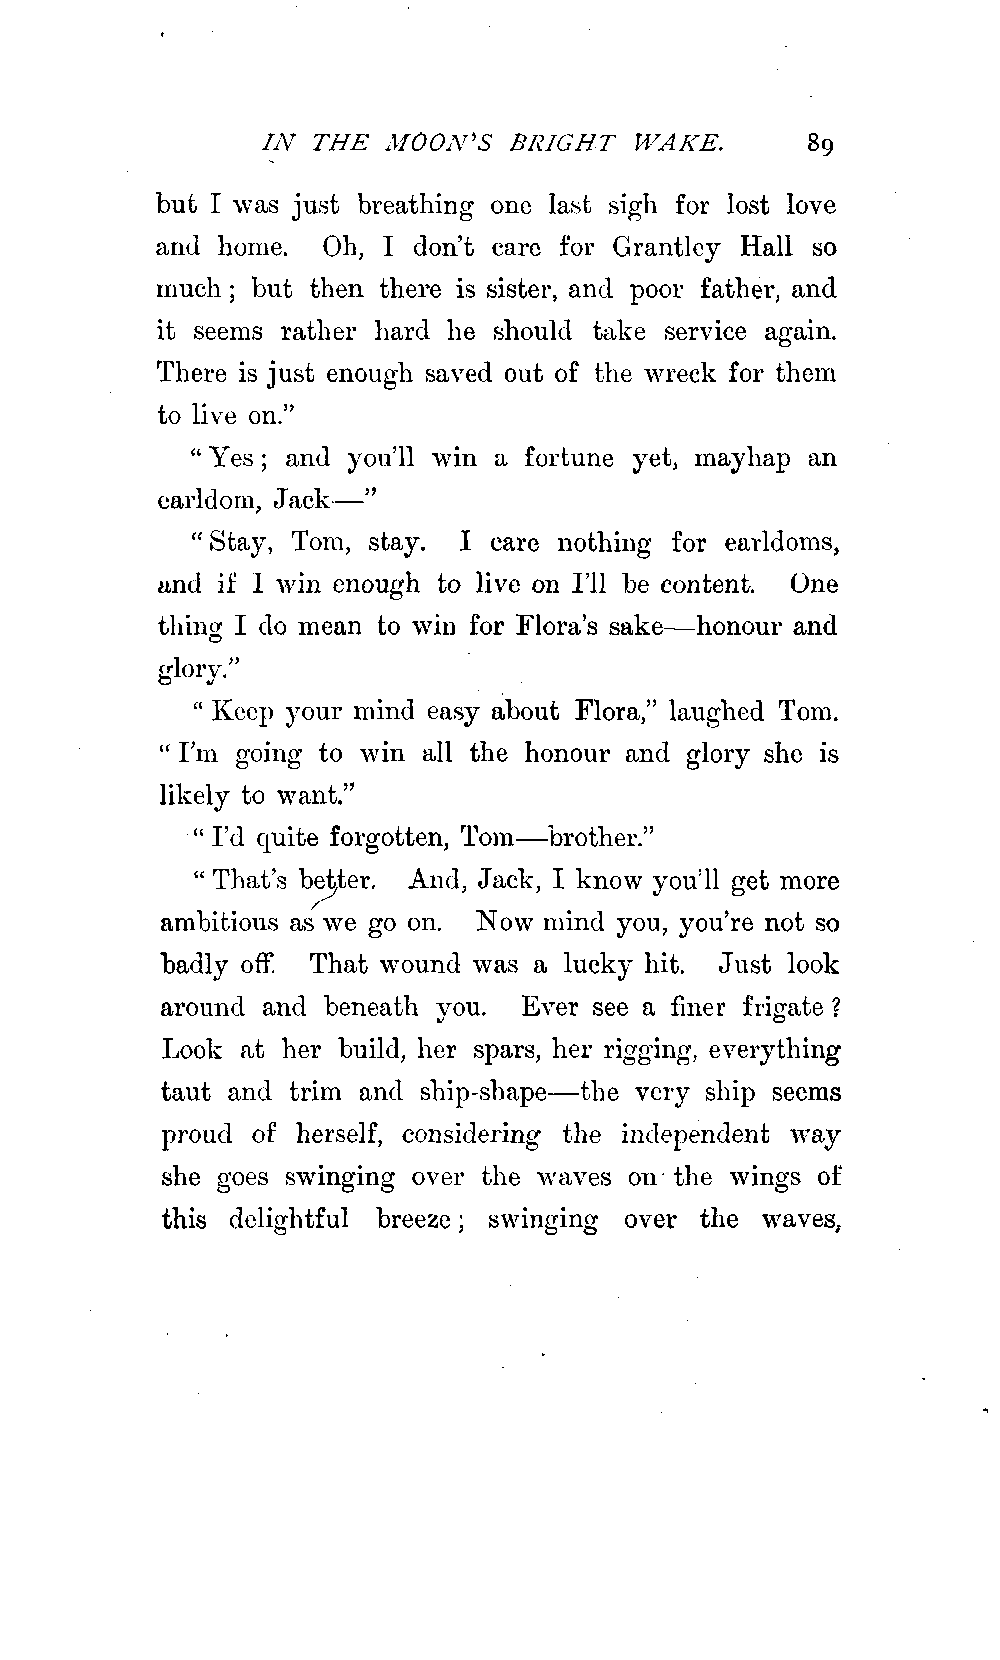 IN THE MOON'S BRIGHT WAKE. 89
but I was just breathing one last sigh for lost love
and home. Oh, I don't care for Grantley Hall so
much; but then there is sister, and poor father, and
it seems rather hard he should take service again.
There is just enough saved out of the wreck for them
to live on."
"Yes; and you'll win a fortune yet, mayhap an
earldom, Jack—"
"Stay, Tom, stay. I care nothing for earldoms,
and if I win enough to live on I'll be content. One
thing I do mean to win for Flora's sake—honour and
glory."
"Keep your mind easy about Flora," laughed Tom.
"I'm going to win all the honour and glory she is
likely to want."
"I'd quite forgotten, Tom—brother."
"That's better. And, Jack, I know you'll get more
ambitious as we go on. Now mind you, you're not so
badly off. That wound was a lucky hit. Just look
around and beneath you. Ever see a finer frigate?
Look at her build, her spars, her rigging, everything
taut and trim and ship-shape—the very ship seems
proud of herself, considering the independent way
she goes swinging over the waves on the wings of
this delightful breeze; swinging over the waves,